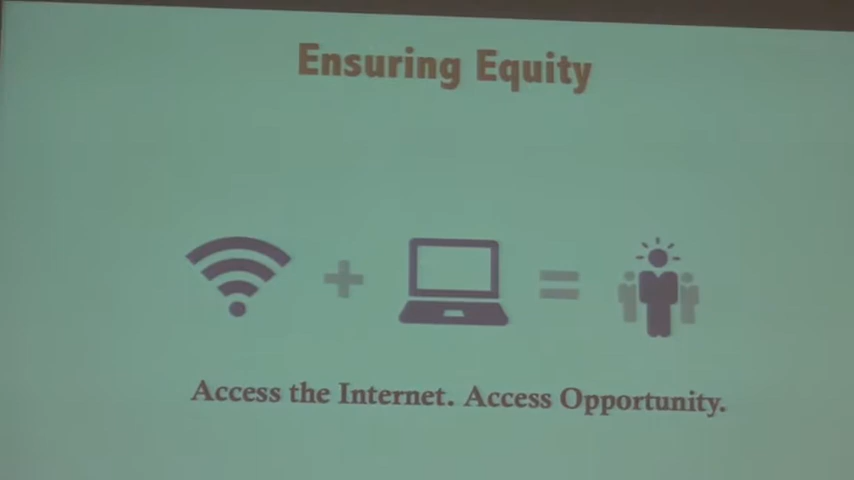 Ensuring Equity
Access the Internet. Access Opportunity.